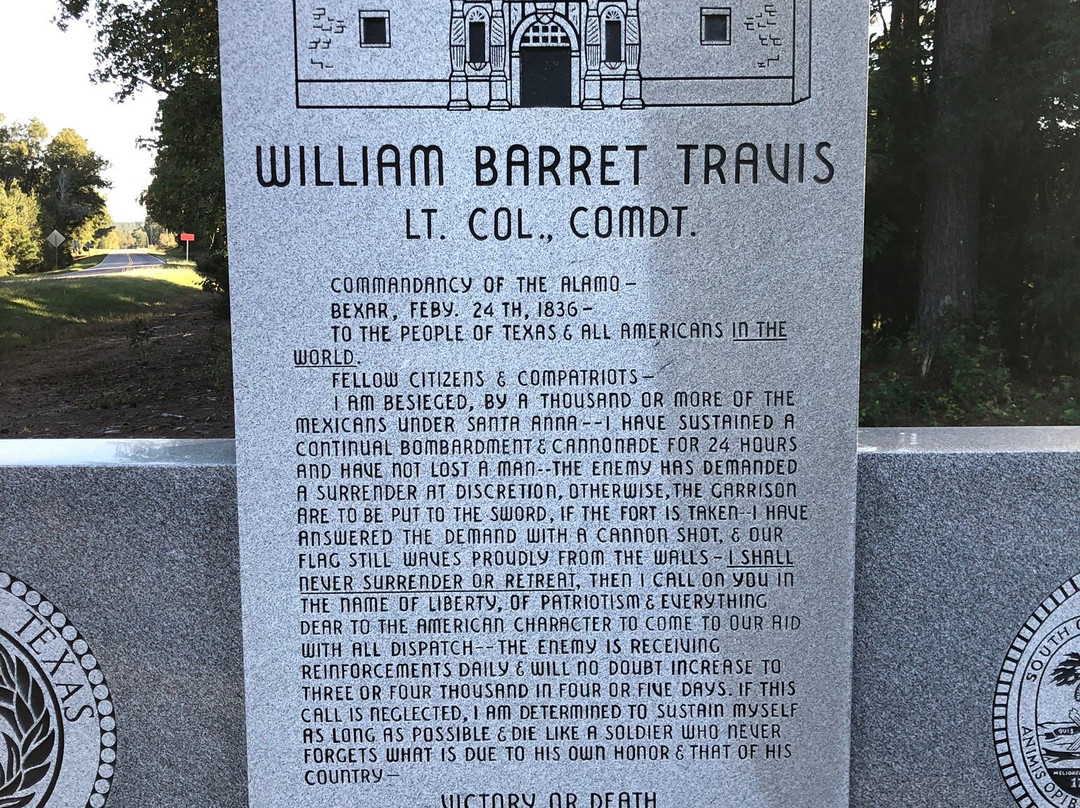 WILLIAM BARRET TRAVIS
LT. COL., COMDT.
COMMANDANCY OF THE ALAMO–
BEXAR, FEBY. 24 TH, 1836–
TO THE PEOPLE OF TEXAS & ALL AMERICANS IN THE
WORLD.
FELLOW CITIZENS & COMPATRIOTS–
I AM BESIEGED, BY A THOUSAND OR MORE OF THE
MEXICANS UNDER SANTA ANNA--I HAVE SUSTAINED A
CONTINUAL BOMBARDMENT & CANNONADE FOR 24 HOURS
AND HAVE NOT LOST A MAN--THE ENEMY HAS DEMANDED
A SURRENDER AT DISCRETION, OTHERWISE, THE GARRISON
ARE TO BE PUT TO THE SWORD, IF THE FORT IS TAKEN--I HAVE
ANSWERED THE DEMAND WITH A CANNON SHOT, & OUR
FLAG STILL WAVES PROUDLY FROM THE WALLS–I SHALL
NEVER SURRENDER OR RETREAT, THEN I CALL ON YOU IN
THE NAME OF LIBERTY, OF PATRIOTISM & EVERYTHING
DEAR TO THE AMERICAN CHARACTER TO COME TO OUR AID
WITH ALL DISPATCH--THE ENEMY IS RECEIVING
REINFORCEMENTS DAILY & WILL NO DOUBT INCREASE TO
THREE OR FOUR THOUSAND IN FOUR OR FIVE DAYS. IF THIS
CALL IS NEGLECTED, I AM DETERMINED TO SUSTAIN MYSELF
AS LONG AS POSSIBLE & DIE LIKE A SOLDIER WHO NEVER
FORGETS WHAT IS DUE TO HIS OWN HONOR & THAT OF HIS
COUNTRY–
VICTORY OR DEATH
TEXAS
SOUTH
ANIMIS
QUIS